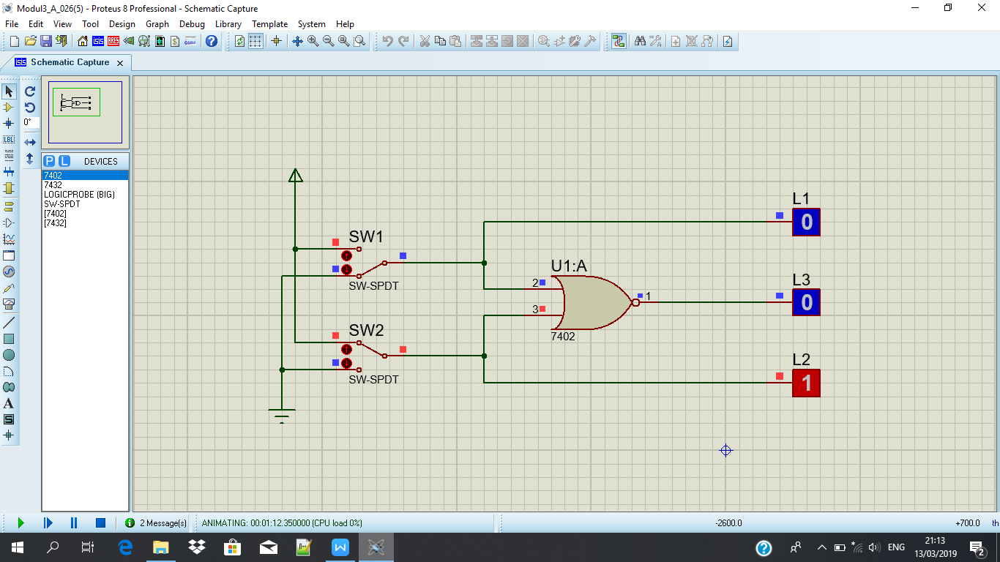 Modul3_A_026(5) - Proteus 8 Professional - Schematic Capture
File Edit View Tool Design Graph Debug Library Template System Help
Schematic Capture
LBL
0°
P L DEVICES
7402
7432
LOGICPROBE (BIG)
SW-SPDT
[7402]
[7432]
A
S
SW1
SW-SPDT
SW2
SW-SPDT
U1:A
2
3
1
7402
L1
0
L3
0
L2
1
2 Message(s) ANIMATING: 00:01:12.350000 (CPU load 0%) -2600.0 +700.0 th
ENG 21:13
13/03/2019
2